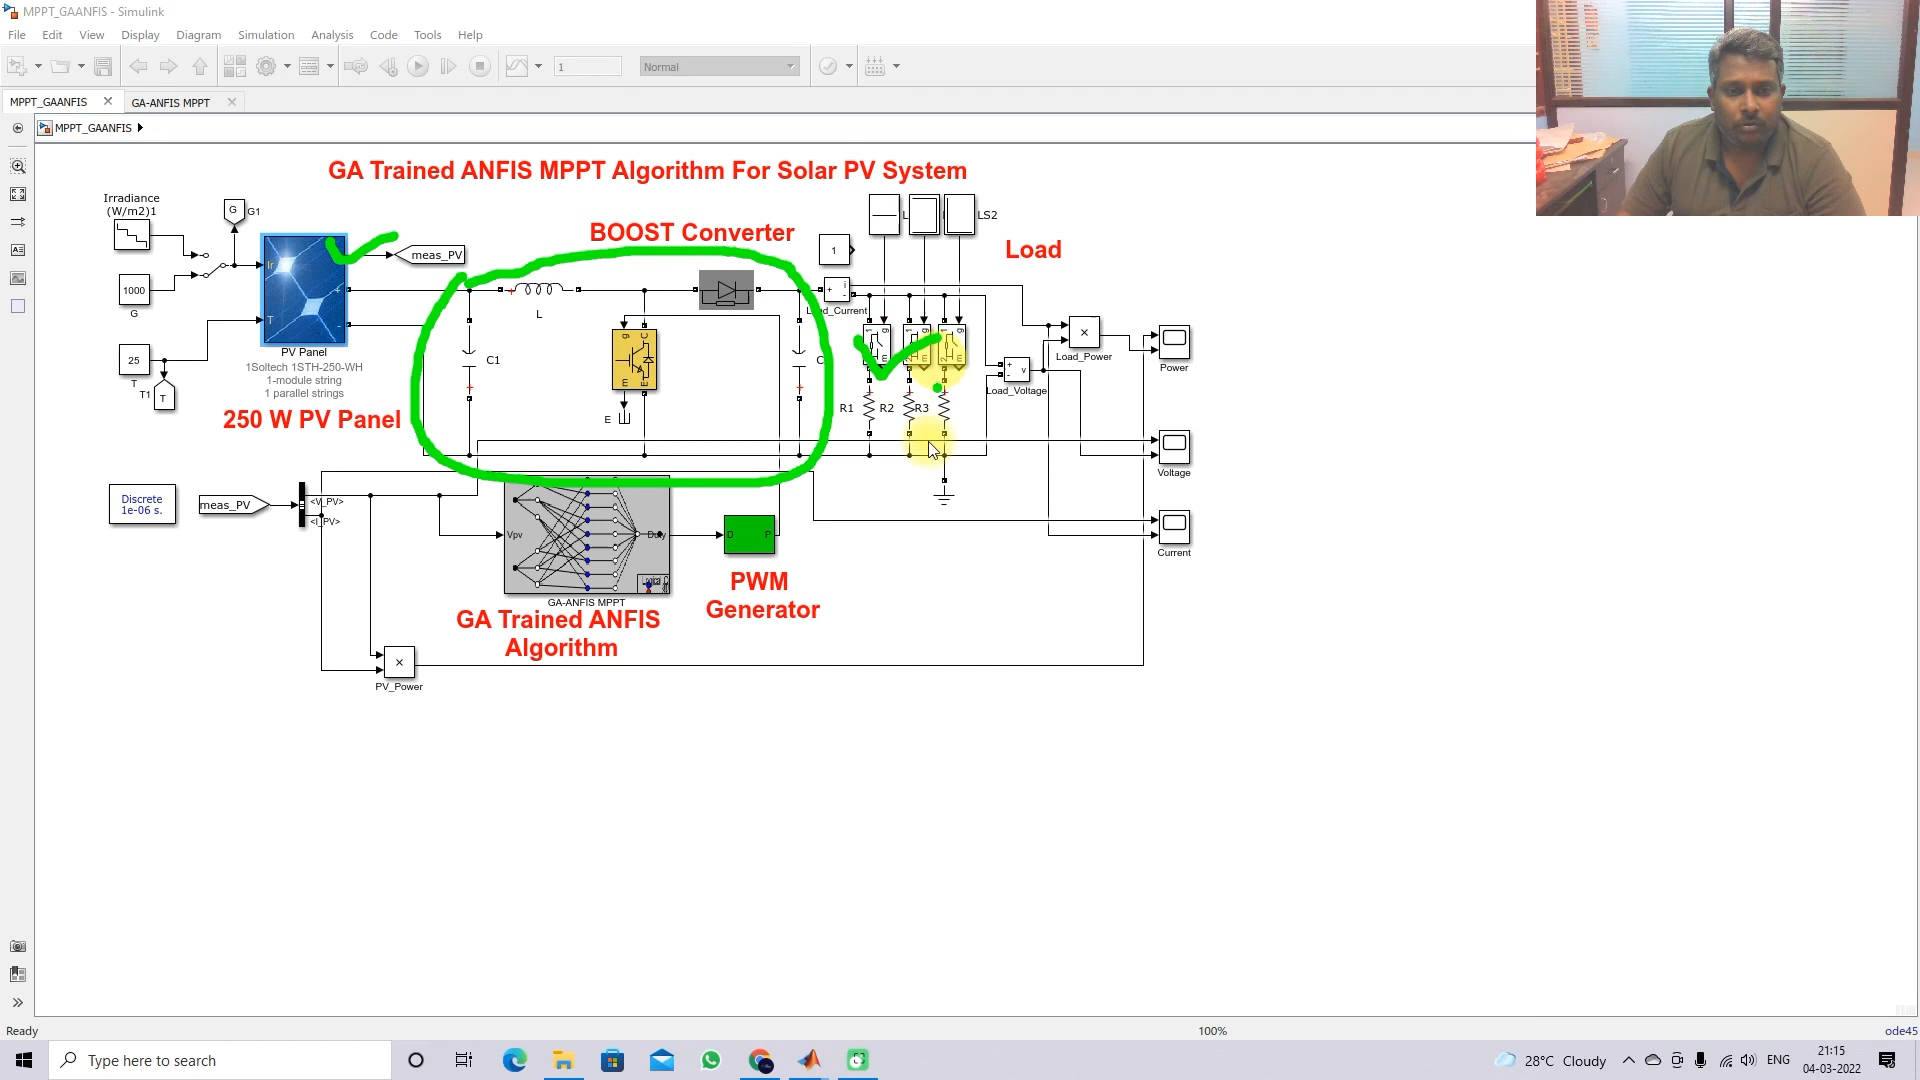 MPPT_GAANFIS - Simulink
File Edit View Display Diagram Simulation Analysis Code Tools Help
1 Normal
MPPT_GAANFIS GA-ANFIS MPPT
MPPT_GAANFIS
GA Trained ANFIS MPPT Algorithm For Solar PV System
Irradiance
(W/m2)1
G G1
LS2
BOOST Converter
Load
1
meas_PV
Ir
1000
G
L
i
T
PV Panel
1Soltech 1STH-250-WH
1-module string
1 parallel strings
25
T
T1 T
250 W PV Panel
C1
g C
m E
E
R1 R2 R3
Load_Power
Load_Voltage
v
Power
Voltage
Current
Discrete
1e-06 s.
meas_PV
<V_PV>
<I_PV>
Vpv
D P
GA-ANFIS MPPT
PWM
Generator
GA Trained ANFIS
Algorithm
PV_Power
Ready 100% ode45
Type here to search
28°C Cloudy
ENG
21:15
04-03-2022